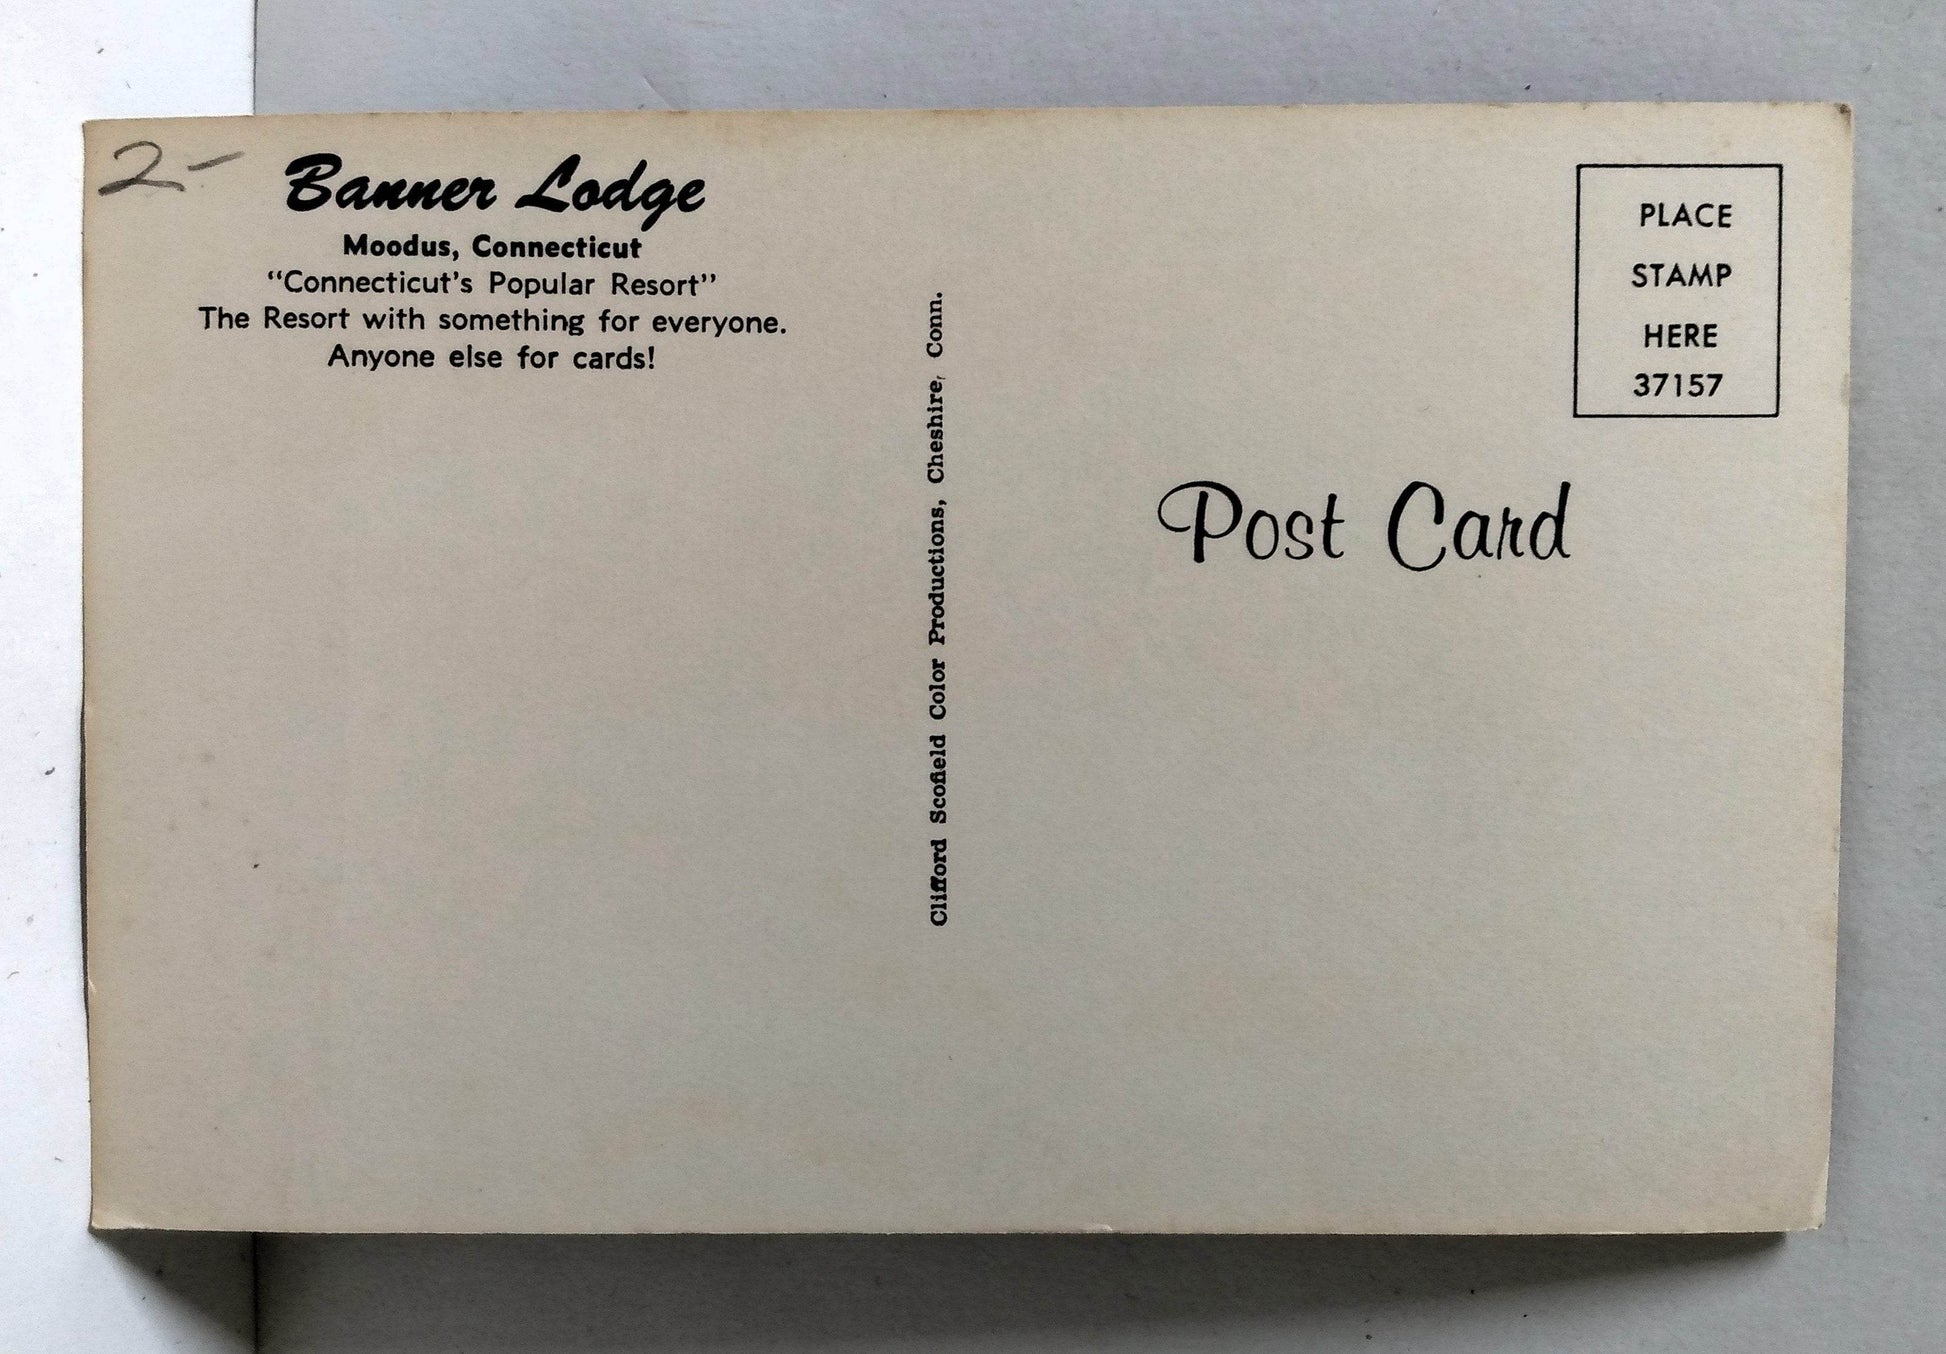 2-
Banner Lodge
Moodus, Connecticut
“Connecticut’s Popular Resort”
The Resort with something for everyone.
Anyone else for cards!
Clifford Scofield Color Productions, Cheshire, Conn.
PLACE
STAMP
HERE
37157
Post Card